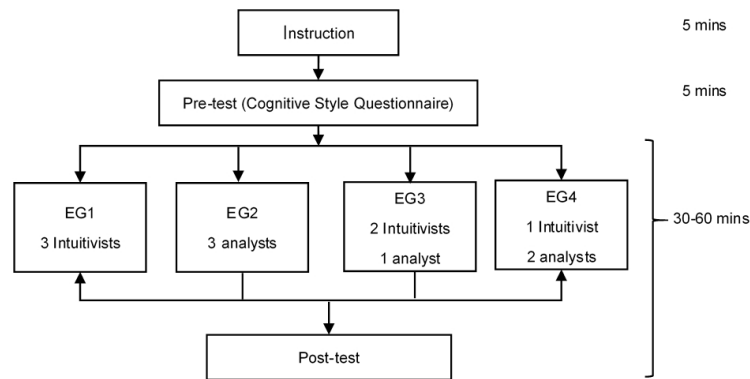 Instruction
5 mins
Pre-test (Cognitive Style Questionnaire)
5 mins
EG1
3 Intuitivists
EG2
3 analysts
EG3
2 Intuitivists
1 analyst
EG4
1 Intuitivist
2 analysts
30-60 mins
Post-test